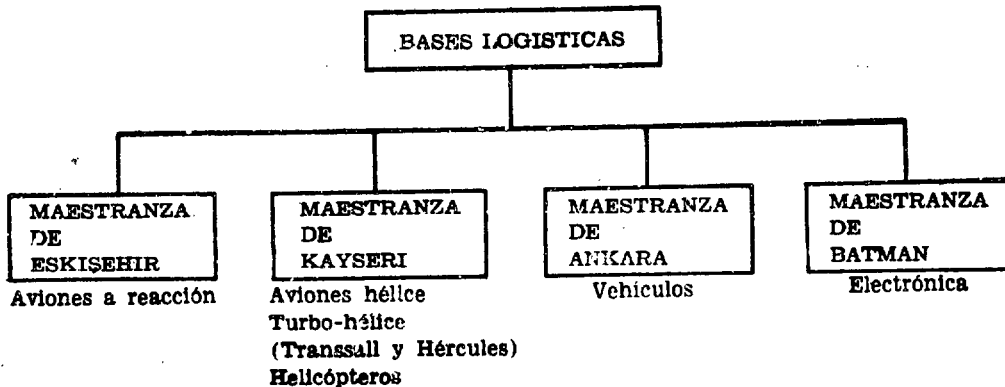 BASES LOGISTICAS
MAESTRANZA
DE
ESKIŞEHIR
Aviones a reacción
MAESTRANZA
DE
KAYSERI
Aviones hélice
Turbo-hélice
(Transsall y Hércules)
Helicópteros
MAESTRANZA
DE
ANKARA
Vehículos
MAESTRANZA
DE
BATMAN
Electrónica